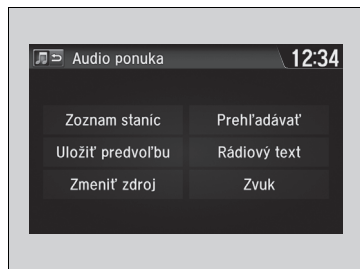 Audio ponuka 12:34
Zoznam staníc Prehľadávať
Uložiť predvoľbu Rádiový text
Zmeniť zdroj Zvuk